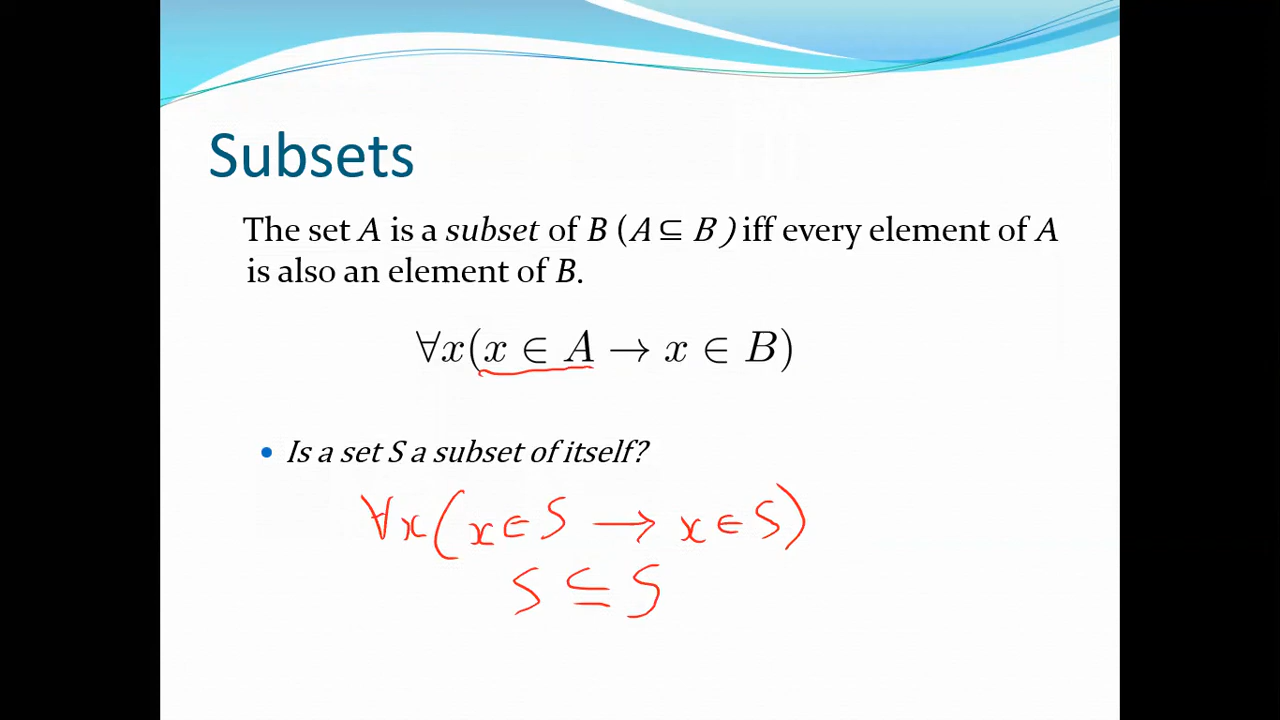 Subsets
The set A is a subset of B (A ⊆ B ) iff every element of A
is also an element of B.
∀x(x ∈ A → x ∈ B)
• Is a set S a subset of itself?
∀x(x ∈ S → x ∈ S)
S ⊆ S